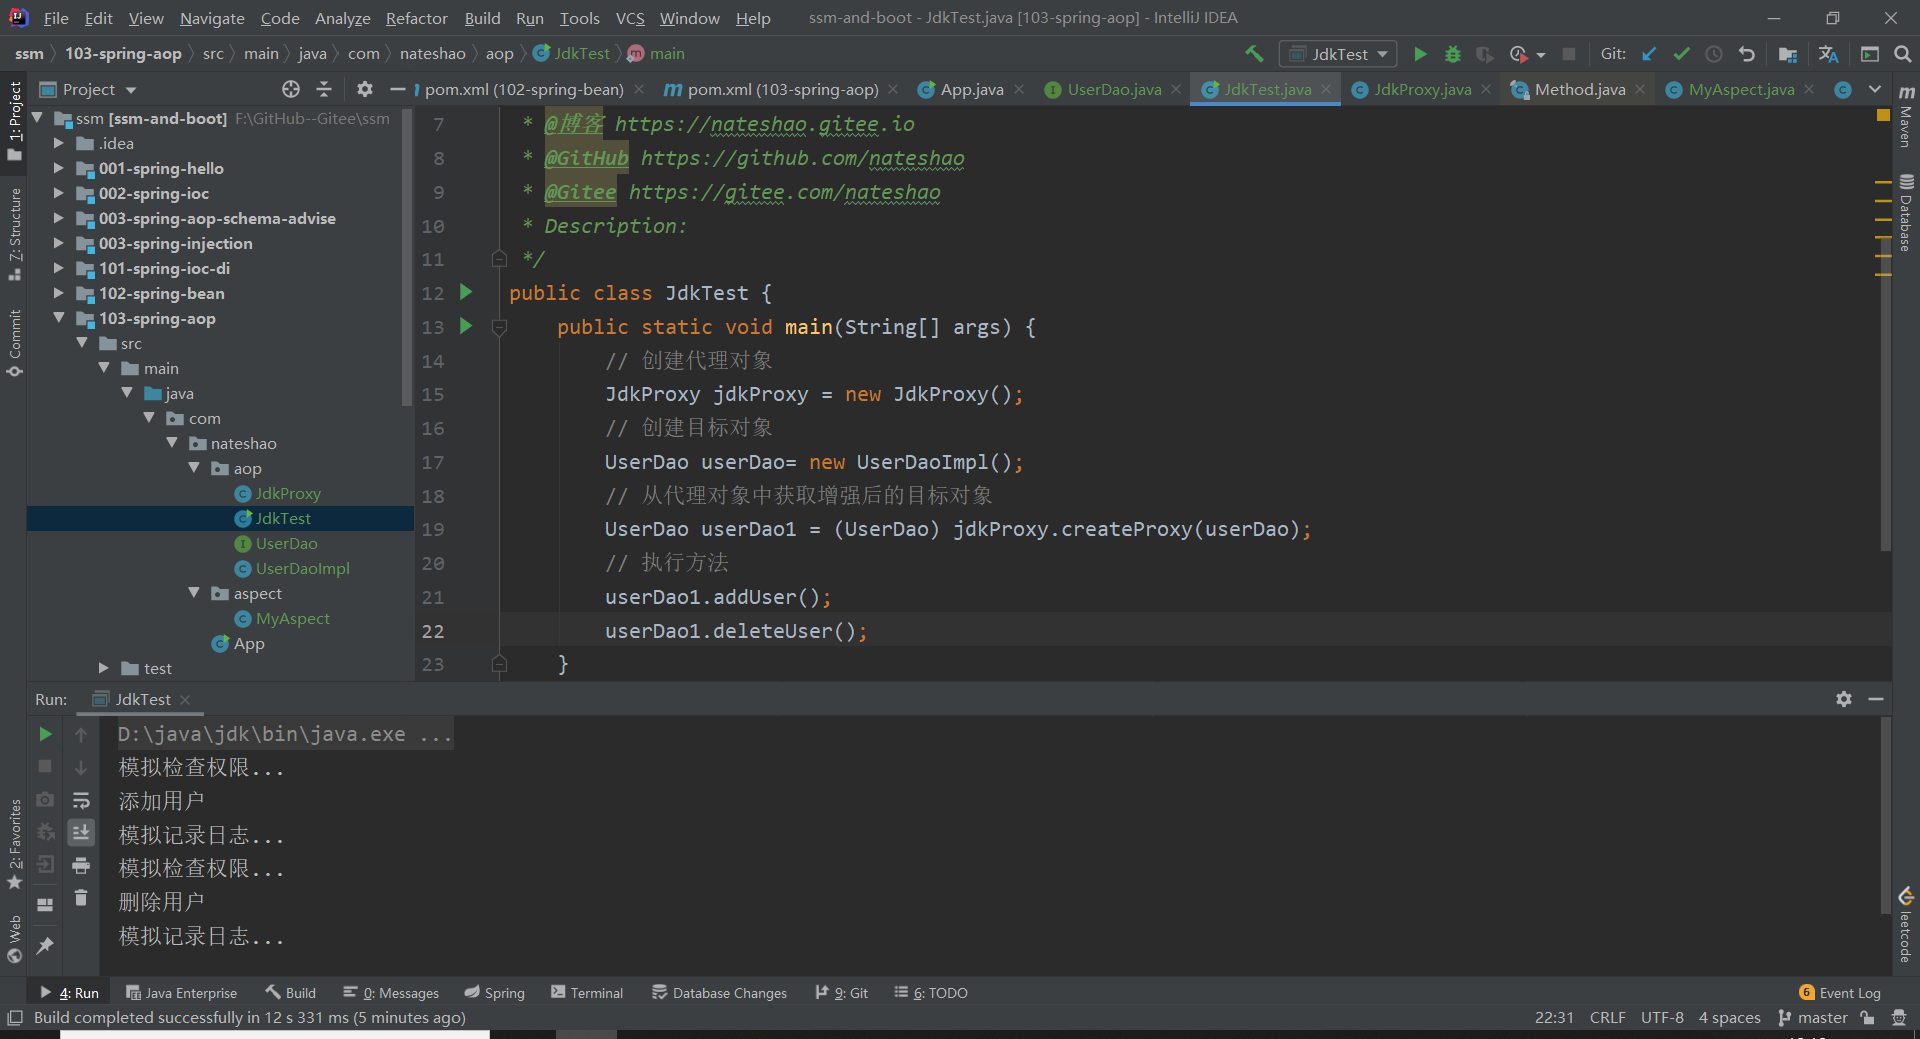 File Edit View Navigate Code Analyze Refactor Build Run Tools VCS Window Help ssm-and-boot - JdkTest.java [103-spring-aop] - IntelliJ IDEA
ssm 103-spring-aop src main java com nateshao aop JdkTest main JdkTest Git:
Project pom.xml (102-spring-bean) pom.xml (103-spring-aop) App.java UserDao.java JdkTest.java JdkProxy.java Method.java MyAspect.java
1: Project
7: Structure
Commit
2: Favorites
Web
ssm [ssm-and-boot] F:\GitHub--Gitee\ssm
.idea
001-spring-hello
002-spring-ioc
003-spring-aop-schema-advise
003-spring-injection
101-spring-ioc-di
102-spring-bean
103-spring-aop
src
main
java
com
nateshao
aop
JdkProxy
JdkTest
UserDao
UserDaoImpl
aspect
MyAspect
App
test
7 * @博客 https://nateshao.gitee.io
8 * @GitHub https://github.com/nateshao
9 * @Gitee https://gitee.com/nateshao
10 * Description:
11 */
12 public class JdkTest {
13 public static void main(String[] args) {
14 // 创建代理对象
15 JdkProxy jdkProxy = new JdkProxy();
16 // 创建目标对象
17 UserDao userDao= new UserDaoImpl();
18 // 从代理对象中获取增强后的目标对象
19 UserDao userDao1 = (UserDao) jdkProxy.createProxy(userDao);
20 // 执行方法
21 userDao1.addUser();
22 userDao1.deleteUser();
23 }
Maven
Database
leetcode
Run: JdkTest
D:\java\jdk\bin\java.exe ...
模拟检查权限...
添加用户
模拟记录日志...
模拟检查权限...
删除用户
模拟记录日志...
4: Run Java Enterprise Build 0: Messages Spring Terminal Database Changes 9: Git 6: TODO 6 Event Log
Build completed successfully in 12 s 331 ms (5 minutes ago) 22:31 CRLF UTF-8 4 spaces master